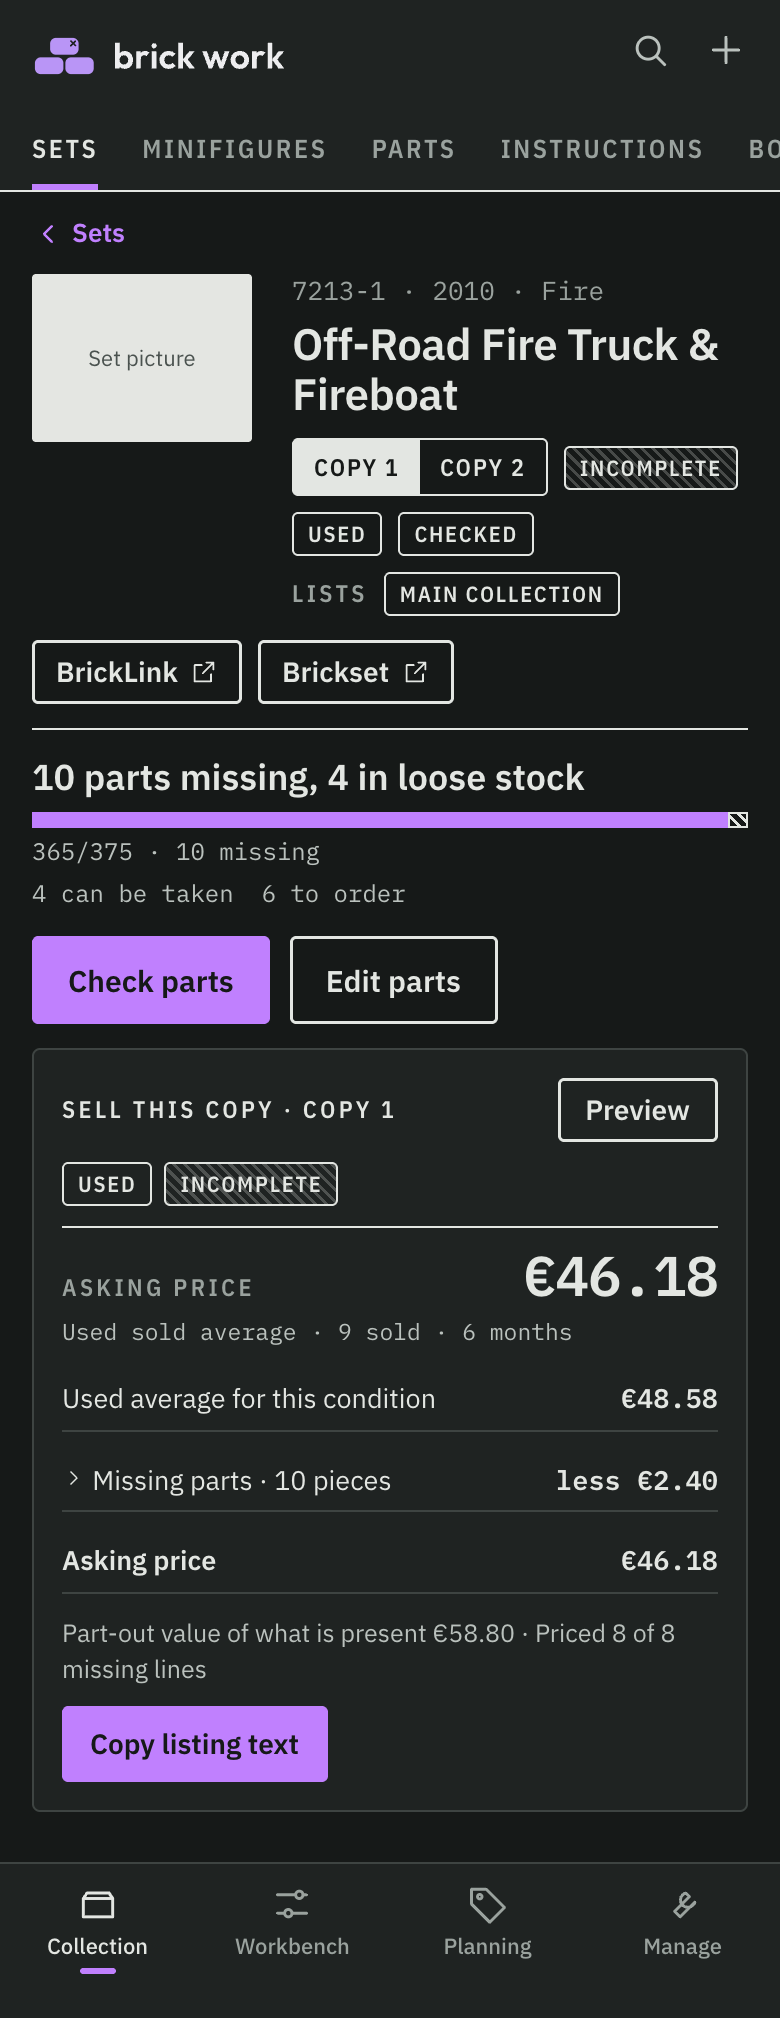 brick work
SETS MINIFIGURES PARTS INSTRUCTIONS BO
Sets
Set picture
7213-1 · 2010 · Fire
Off-Road Fire Truck &
Fireboat
COPY 1 COPY 2 INCOMPLETE
USED CHECKED
LISTS MAIN COLLECTION
BrickLink Brickset
10 parts missing, 4 in loose stock
365/375 · 10 missing
4 can be taken 6 to order
Check parts Edit parts
SELL THIS COPY · COPY 1 Preview
USED INCOMPLETE
ASKING PRICE €46.18
Used sold average · 9 sold · 6 months
Used average for this condition €48.58
Missing parts · 10 pieces less €2.40
Asking price €46.18
Part-out value of what is present €58.80 · Priced 8 of 8
missing lines
Copy listing text
Collection Workbench Planning Manage